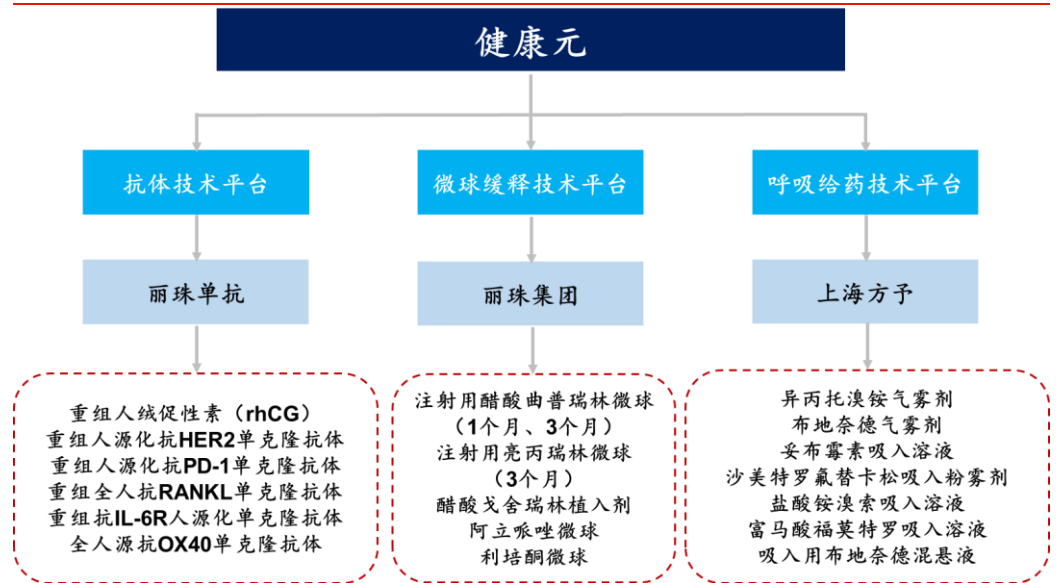 健康元
抗体技术平台
微球缓释技术平台
呼吸给药技术平台
丽珠单抗
丽珠集团
上海方予
重组人绒促性素（rhCG）
重组人源化抗HER2单克隆抗体
重组人源化抗PD-1单克隆抗体
重组全人抗RANKL单克隆抗体
重组抗IL-6R人源化单克隆抗体
全人源抗OX40单克隆抗体
注射用醋酸曲普瑞林微球
（1个月、3个月）
注射用亮丙瑞林微球
（3个月）
醋酸戈舍瑞林植入剂
阿立哌唑微球
利培酮微球
异丙托溴铵气雾剂
布地奈德气雾剂
妥布霉素吸入溶液
沙美特罗氟替卡松吸入粉雾剂
盐酸氨溴索吸入溶液
富马酸福莫特罗吸入溶液
吸入用布地奈德混悬液